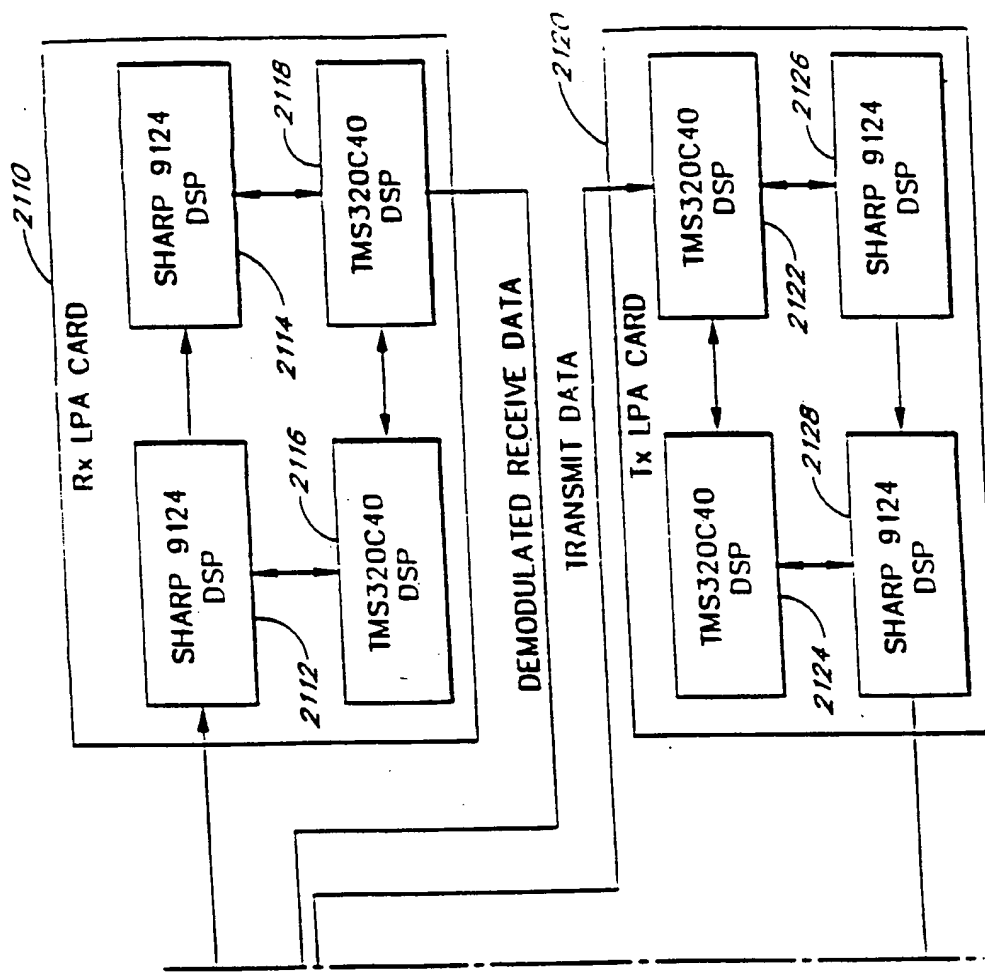 2110
Rx LPA CARD
SHARP 9124
DSP
2112
SHARP 9124
DSP
2114
TMS320C40
DSP
2116
TMS320C40
DSP
2118
DEMODULATED RECEIVE DATA
TRANSMIT DATA
2120
Tx LPA CARD
TMS320C40
DSP
2124
TMS320C40
DSP
2122
SHARP 9124
DSP
2128
SHARP 9124
DSP
2126